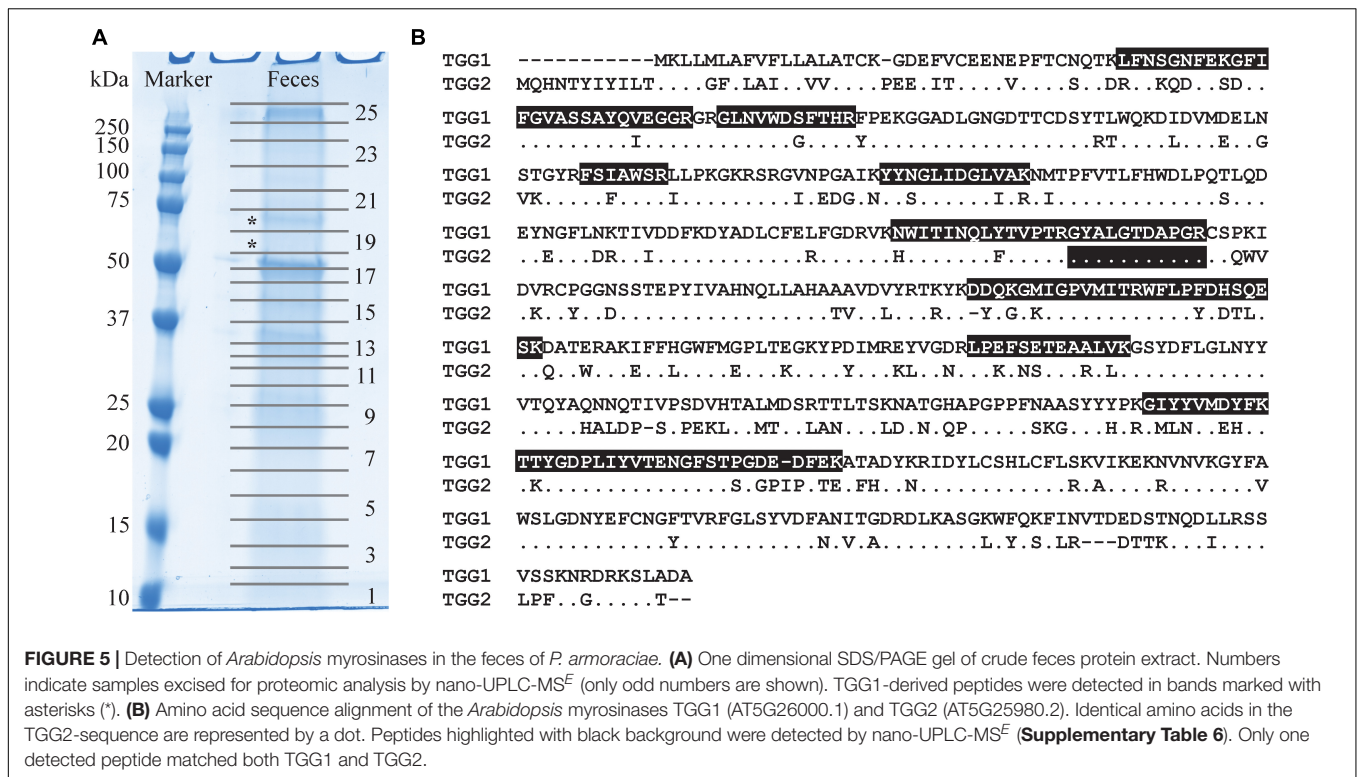 A
B
kDa Marker Feces
250
150
100
75
50
37
25
20
15
10
25
23
21
19
17
15
13
11
9
7
5
3
1
*
*
TGG1 -----------MKLLMLAFVFLLALATCK-GDEFVCEENEPFTCNQTKLFNSGNFEKGFI
TGG2 MQHNTYIYILT....GF.LAI..VV....PEE.IT....V.....S..DR..KQD..SD..
TGG1 FGVASSAYQVEGGRGRGLNVWDSFTHRFPEKGGADLGNGDTTCDSYTLWQKDIDVMDELN
TGG2 .........I............G....Y..................RT....L...E..G
TGG1 STGYRFSIAWSRLLPKGKRSRGVNPGAIKYYNGLIDGLVAKNMTPFVTLFHWDLPQTLQD
TGG2 VK.....F....I.........I.EDG.N..S......I.R.I.............S...
TGG1 EYNGFLNKTIVDDFKDYADLCFELFGDRVKNWITINQLYTVPTRGYALGTDAPGRCSPKI
TGG2 ..E...DR..I............R......H.......F..................QWV
TGG1 DVRCPGGNSSTEPYIVAHNQLLAHAAAVDVYRTKYKDDQKGMIGPVMITRWFLPFDHSQE
TGG2 .K..Y..D.................TV..L...R..-Y.G.K............Y.DTL.
TGG1 SKDATERAKIFFHGWFMGPLTEGKYPDIMREYVGDRLPEFSETEAALVKGSYDFLGLNYY
TGG2 ..Q..W...E..L....E...K....Y...KL..N...K.NS...R.L............
TGG1 VTQYAQNNQTIVPSDVHTALMDSRTTLTSKNATGHAPGPPFNAASYYYPKGIYYVMDYFK
TGG2 .....HALDP-S.PEKL..MT..LAN...LD.N.QP.....SKG...H.R.MLN..EH..
TGG1 TTYGDPLIYVTENGFSTPGDE-DFEKATADYKRIDYLCSHLCFLSKVIKEKNVNVKGYFA
TGG2 .K...............S.GPIP.TE.FH..N............R.A....R.......V
TGG1 WSLGDNYEFCNGFTVRFGLSYVDFANITGDRDLKASGKWFQKFINVTDEDSTNQDLLRSS
TGG2 ............Y...........N.V.A........L.Y.S.LR---DTTK...I....
TGG1 VSSKNRDRKSLADA
TGG2 LPF..G.....T--
FIGURE 5 | Detection of Arabidopsis myrosinases in the feces of P. armoraciae. (A) One dimensional SDS/PAGE gel of crude feces protein extract. Numbers
indicate samples excised for proteomic analysis by nano-UPLC-MSE (only odd numbers are shown). TGG1-derived peptides were detected in bands marked with
asterisks (*). (B) Amino acid sequence alignment of the Arabidopsis myrosinases TGG1 (AT5G26000.1) and TGG2 (AT5G25980.2). Identical amino acids in the
TGG2-sequence are represented by a dot. Peptides highlighted with black background were detected by nano-UPLC-MSE (Supplementary Table 6). Only one
detected peptide matched both TGG1 and TGG2.